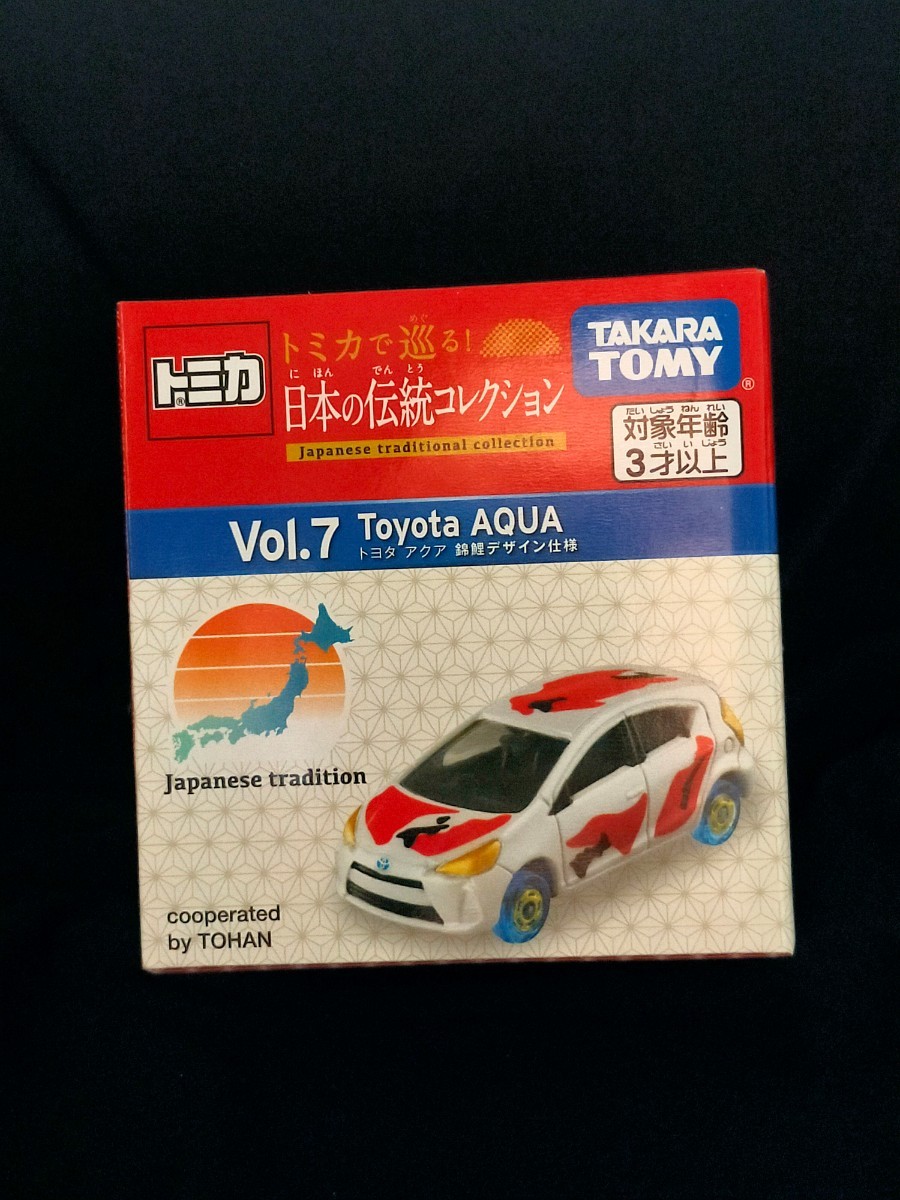 トミカ
®
めぐ
トミカで巡る!
にほん でんとう
日本の伝統コレクション
Japanese traditional collection
TAKARA
TOMY
®
たいしょうねんれい
対象年齢
さいいじょう
3才以上
Vol.7 Toyota AQUA
トヨタ アクア 錦鯉デザイン仕様
Japanese tradition
cooperated
by TOHAN